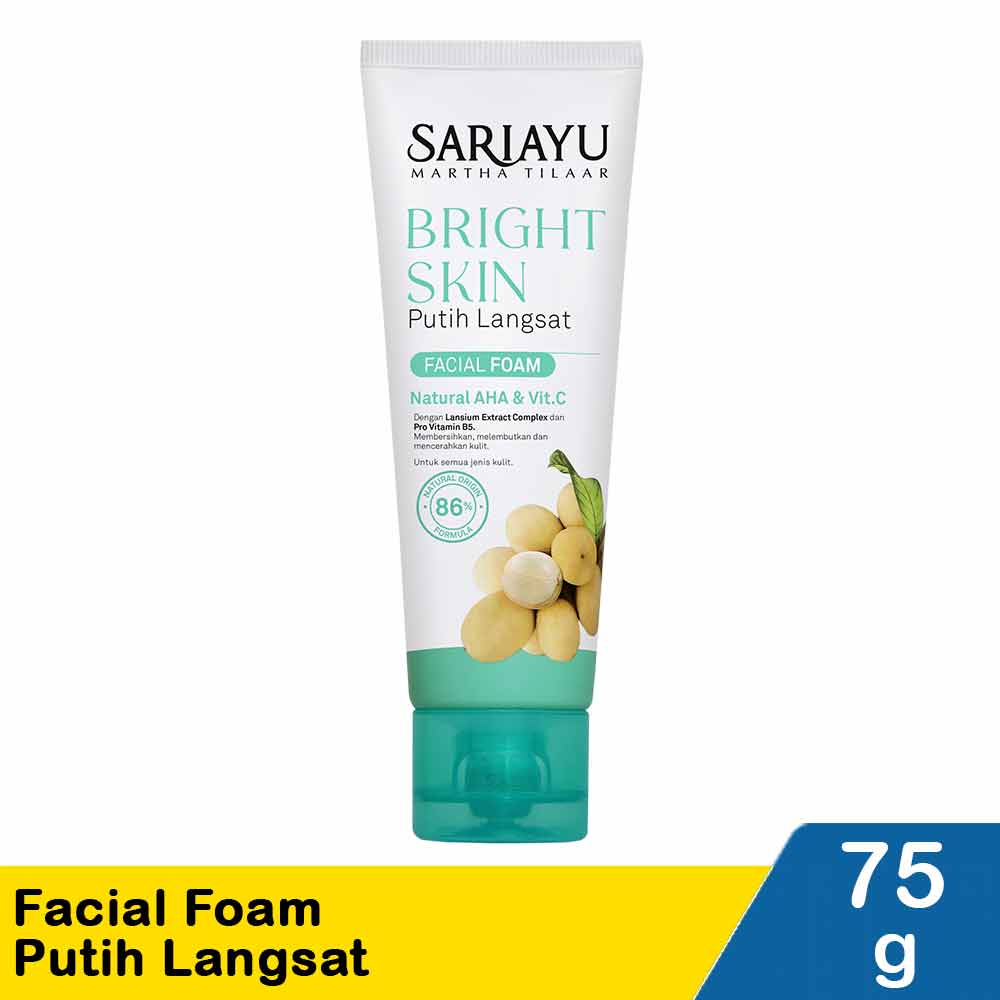 SARIAYU
MARTHA TILAAR
BRIGHT
SKIN
Putih Langsat
FACIAL FOAM
Natural AHA & Vit.C
Dengan Lansium Extract Complex dan
Pro Vitamin B5.
Membersihkan, melembutkan dan
mencerahkan kulit.
Untuk semua jenis kulit.
NATURAL ORIGIN
86%
FORMULA
Facial Foam
Putih Langsat
75
g